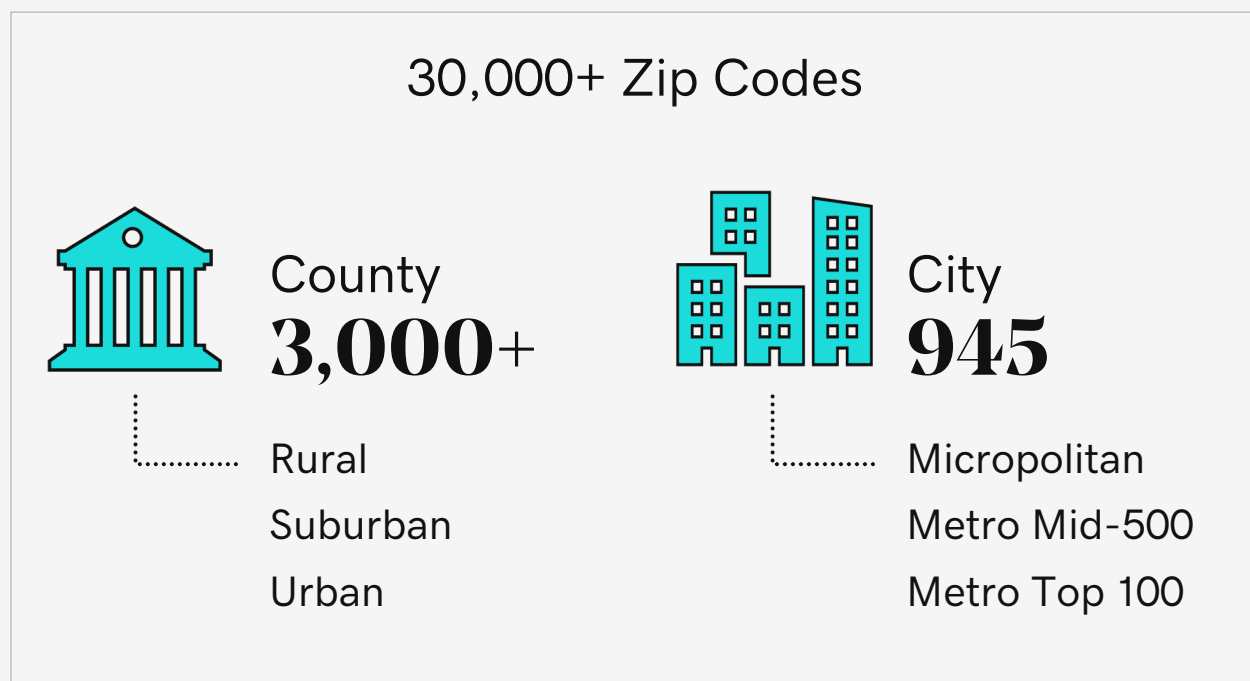 30,000+ Zip Codes
County
3,000+
Rural
Suburban
Urban
City
945
Micropolitan
Metro Mid-500
Metro Top 100